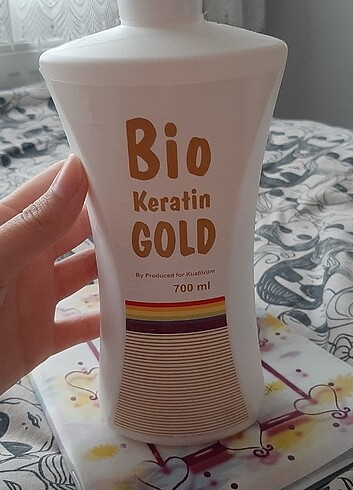 Bio
Keratin
GOLD
By Produced for Kuaförüm
700 ml